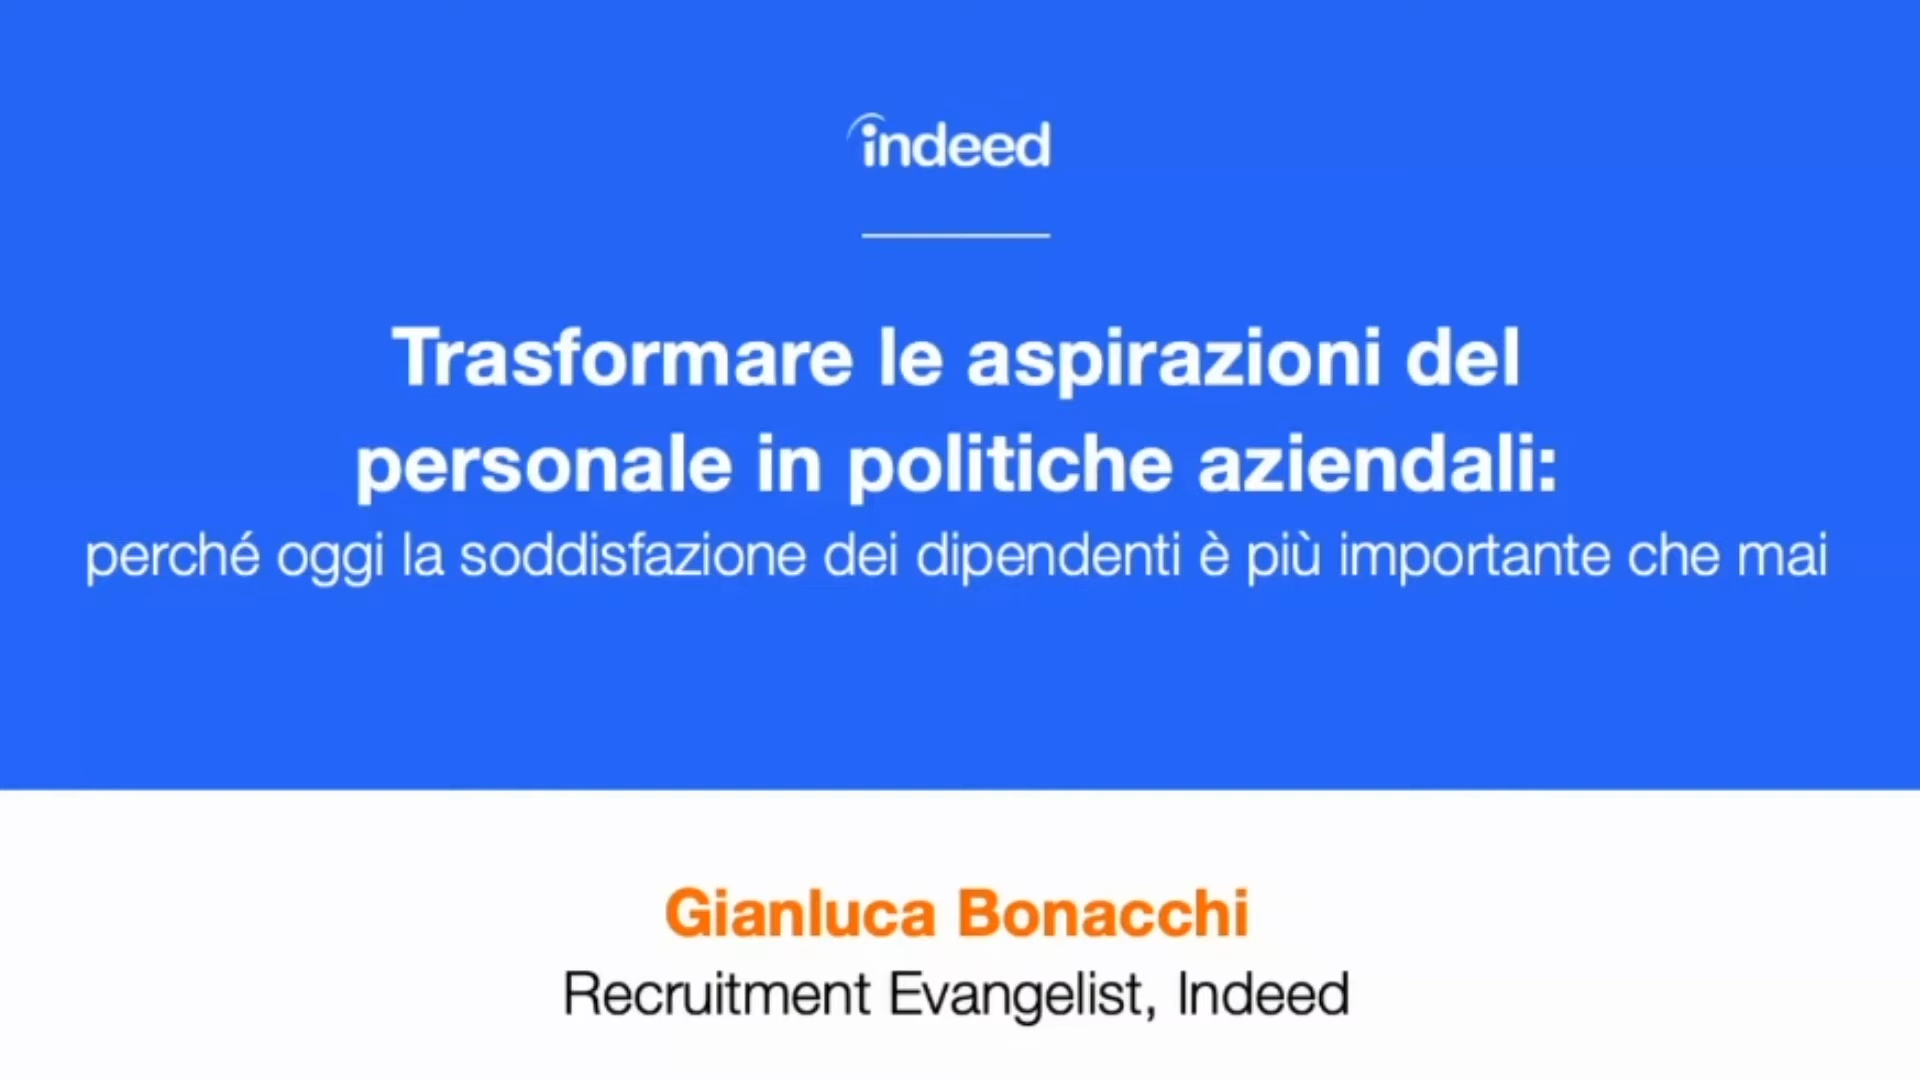 indeed
Trasformare le aspirazioni del
personale in politiche aziendali:
perché oggi la soddisfazione dei dipendenti è più importante che mai
Gianluca Bonacchi
Recruitment Evangelist, Indeed